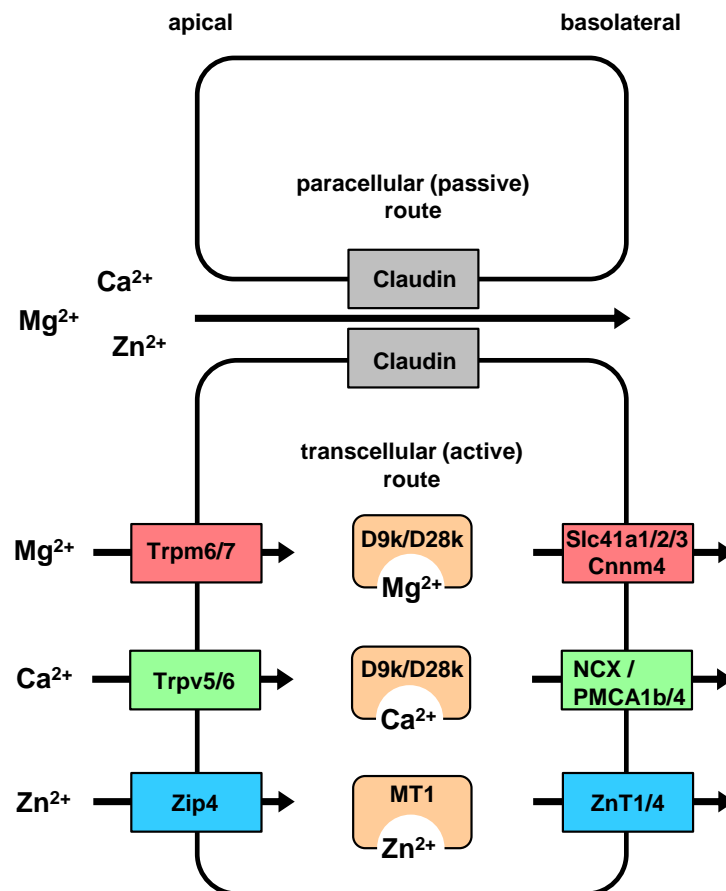 apical
basolateral
paracellular (passive)
route
Claudin
Ca²⁺
Mg²⁺
Zn²⁺
Claudin
transcellular (active)
route
Mg²⁺
Trpm6/7
D9k/D28k
Mg²⁺
Slc41a1/2/3
Cnnm4
Ca²⁺
Trpv5/6
D9k/D28k
Ca²⁺
NCX /
PMCA1b/4
Zn²⁺
Zip4
MT1
Zn²⁺
ZnT1/4